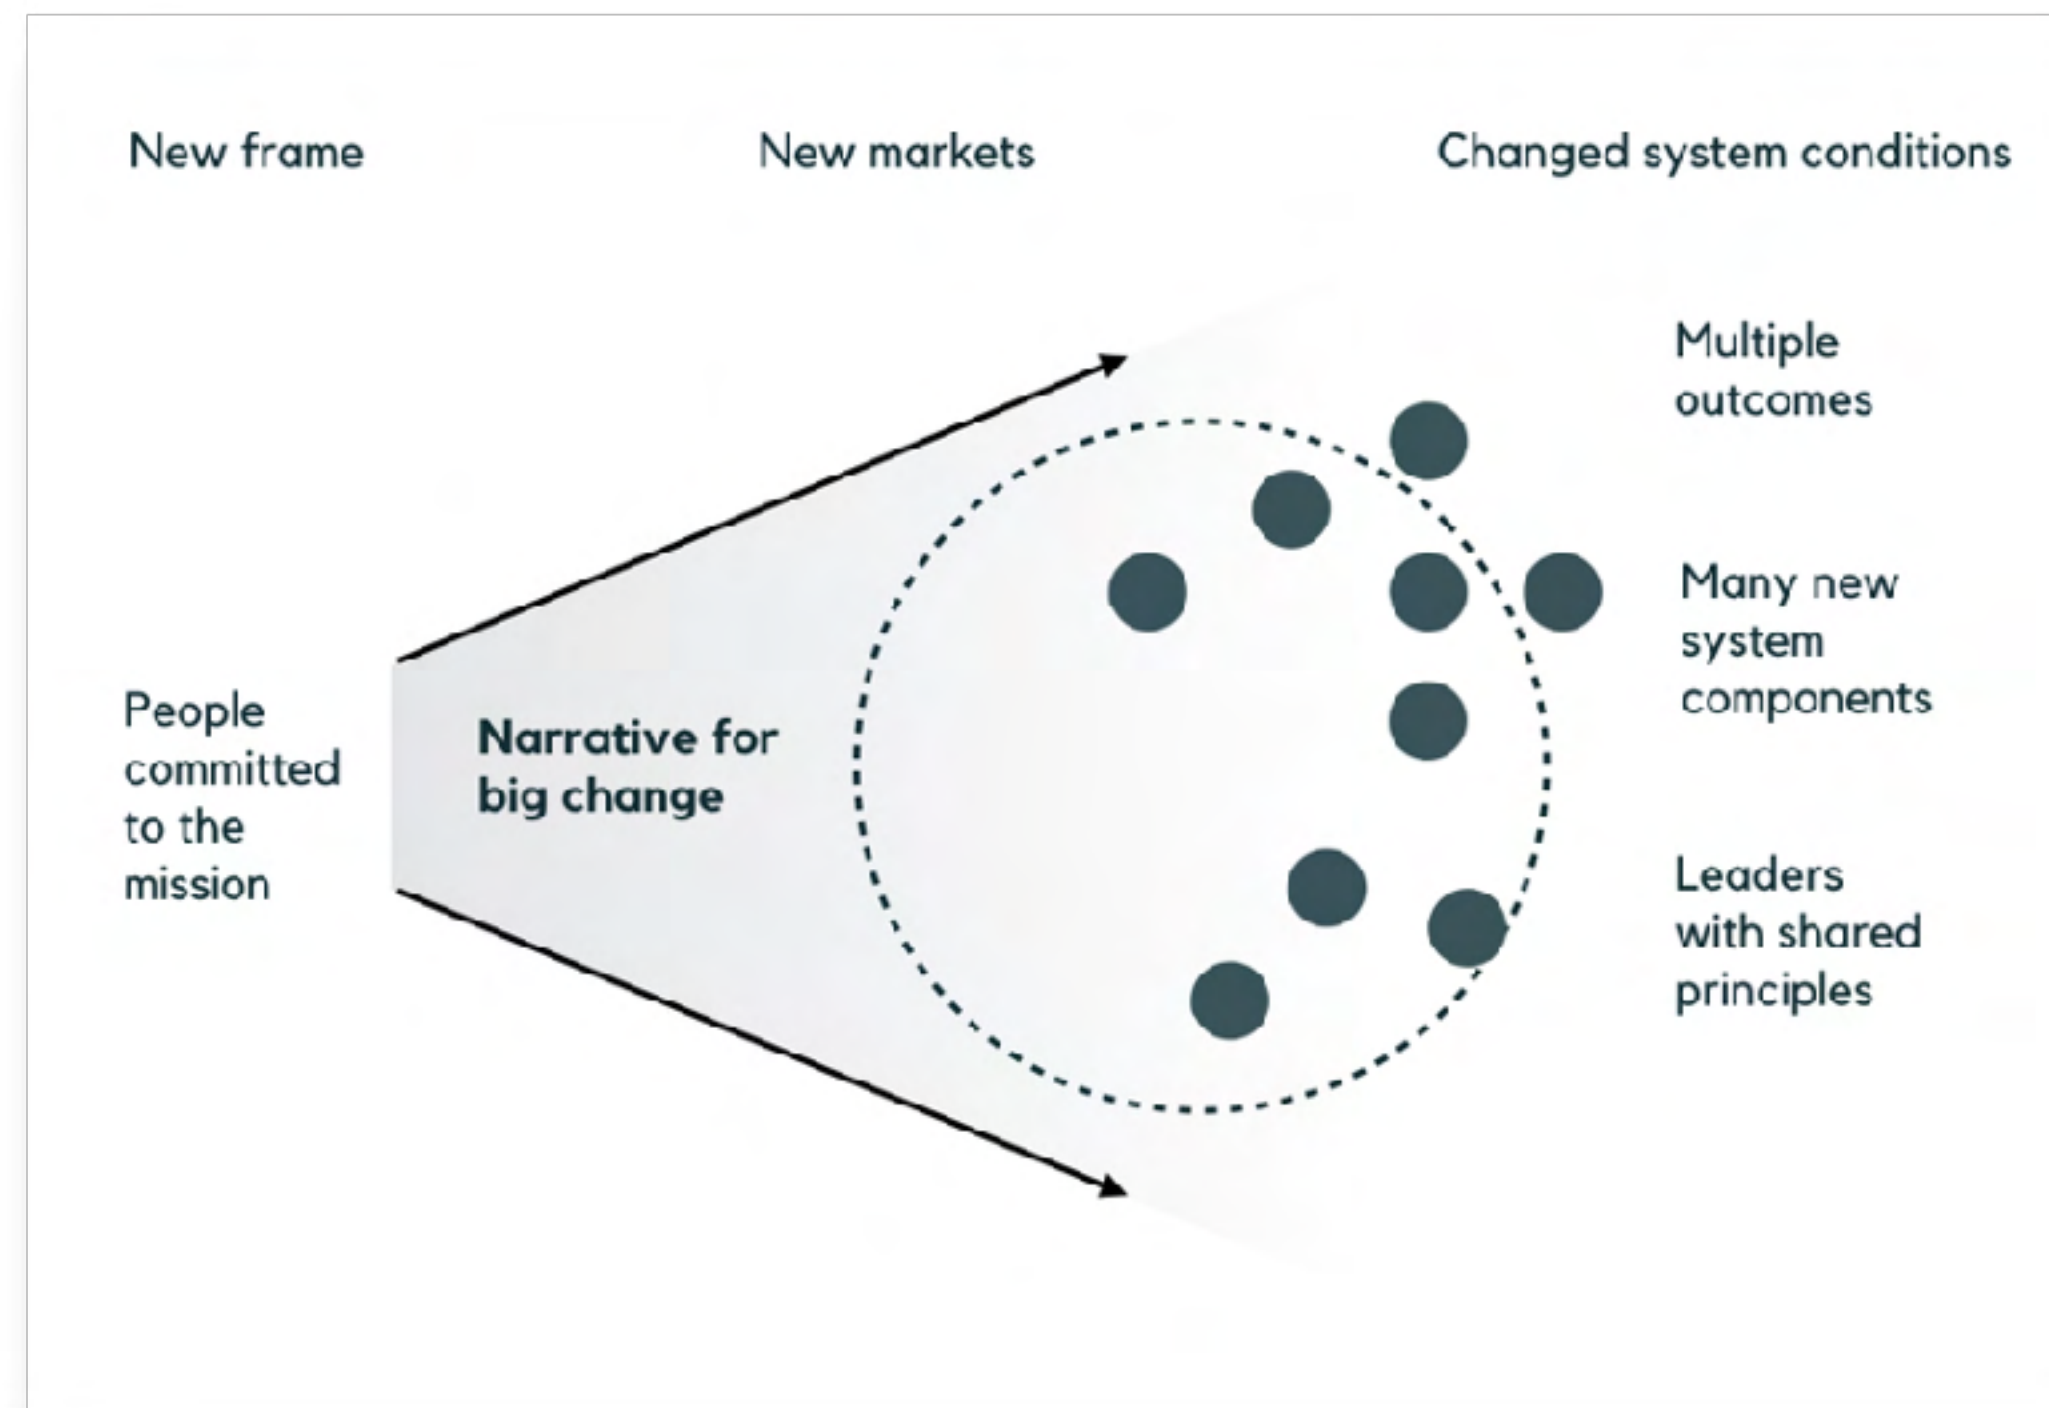 New frame
New markets
Changed system conditions
Multiple
outcomes
Many new
system
components
People
committed
to the
mission
Narrative for
big change
Leaders
with shared
principles